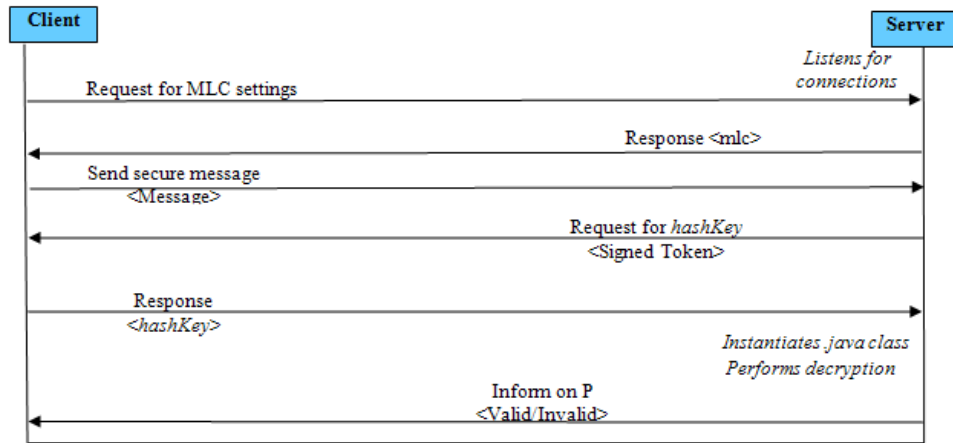 Client
Server
Listens for
connections
Request for MLC settings
Response <mlc>
Send secure message
<Message>
Request for hashKey
<Signed Token>
Response
<hashKey>
Instantiates .java class
Performs decryption
Inform on P
<Valid/Invalid>